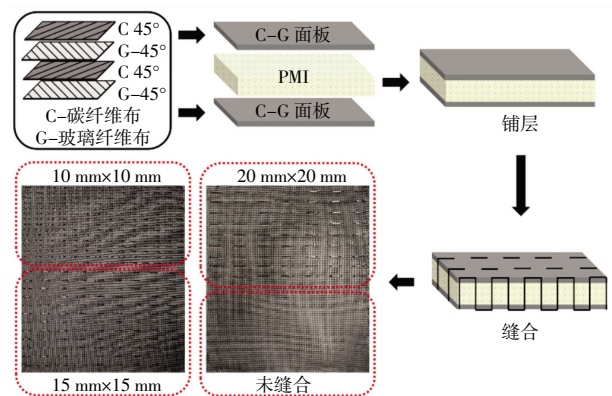 C 45°
G-45°
C 45°
G-45°
C-碳纤维布
G-玻璃纤维布
C-G 面板
PMI
C-G 面板
铺层
缝合
10 mm×10 mm
20 mm×20 mm
15 mm×15 mm
未缝合